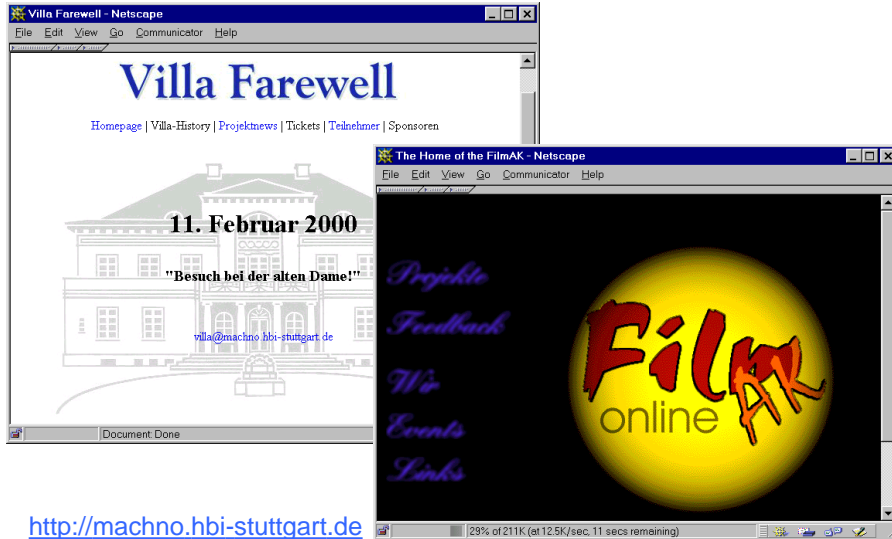 Villa Farewell - Netscape
File Edit View Go Communicator Help
Villa Farewell
Homepage | Villa-History | Projektnews | Tickets | Teilnehmer | Sponsoren
11. Februar 2000
"Besuch bei der alten Dame!"
villa@machno.hbi-stuttgart.de
Document: Done
The Home of the FilmAK - Netscape
File Edit View Go Communicator Help
Projekte
Feedback
Wir
Events
Links
Film
online AK
29% of 211K (at 12.5K/sec, 11 secs remaining)
http://machno.hbi-stuttgart.de